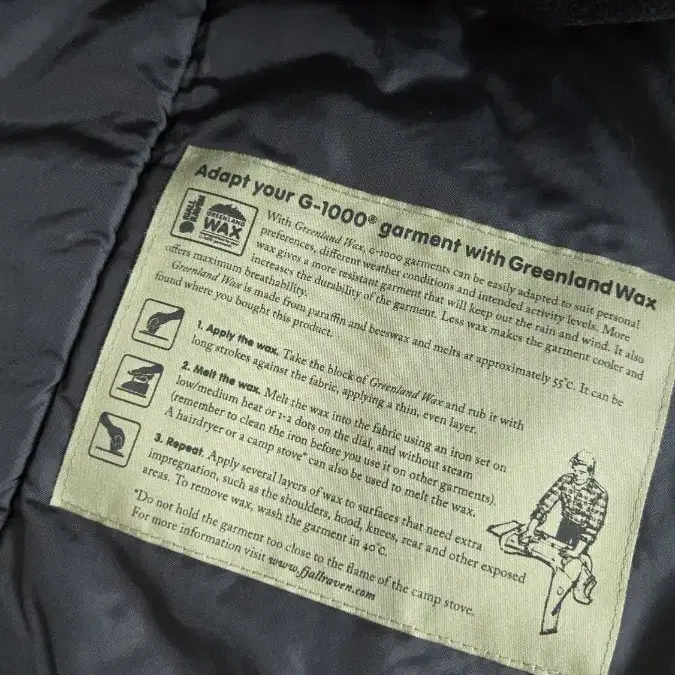 Adapt your G-1000® garment with Greenland Wax
GREENLAND
WAX
With Greenland Wax, G-1000 garments can be easily adapted to suit personal
preferences, different weather conditions and intended activity levels. More
wax gives a more resistant garment that will keep out the rain and wind. It also
increases the durability of the garment. Less wax makes the garment cooler and
offers maximum breathability.
Greenland Wax is made from paraffin and beeswax and melts at approximately 55°C. It can be
found where you bought this product.
1. Apply the wax. Take the block of Greenland Wax and rub it with
long strokes against the fabric, applying a thin, even layer.
2. Melt the wax. Melt the wax into the fabric using an iron set on
low/medium heat or 1-2 dots on the dial, and without steam
(remember to clean the iron before you use it on other garments).
A hairdryer or a camp stove* can also be used to melt the wax.
3. Repeat. Apply several layers of wax to surfaces that need extra
impregnation, such as the shoulders, hood, knees, rear and other exposed
areas. To remove wax, wash the garment in 40°C.
*Do not hold the garment too close to the flame of the camp stove.
For more information visit www.fjallraven.com